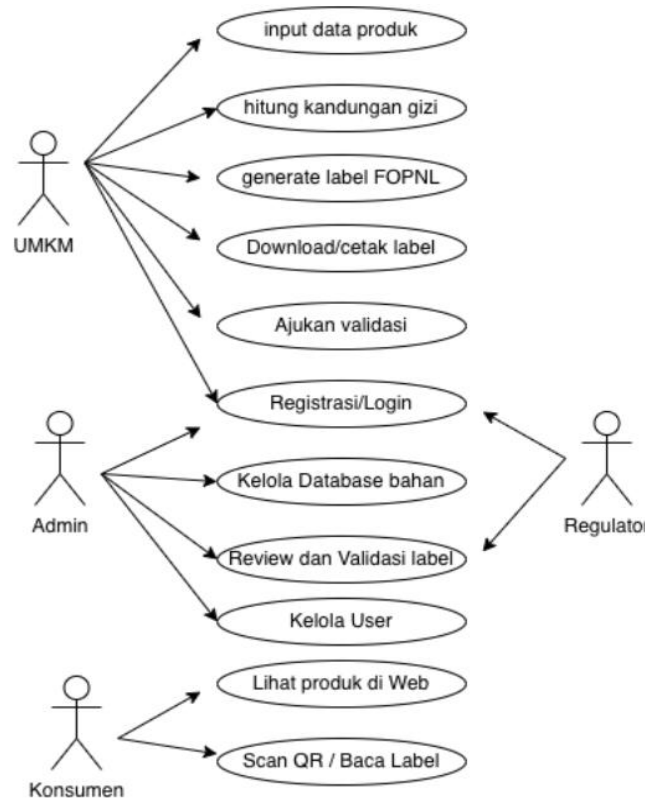 input data produk
hitung kandungan gizi
generate label FOPNL
UMKM
Download/cetak label
Ajukan validasi
Registrasi/Login
Kelola Database bahan
Admin
Regulator
Review dan Validasi label
Kelola User
Lihat produk di Web
Scan QR / Baca Label
Konsumen